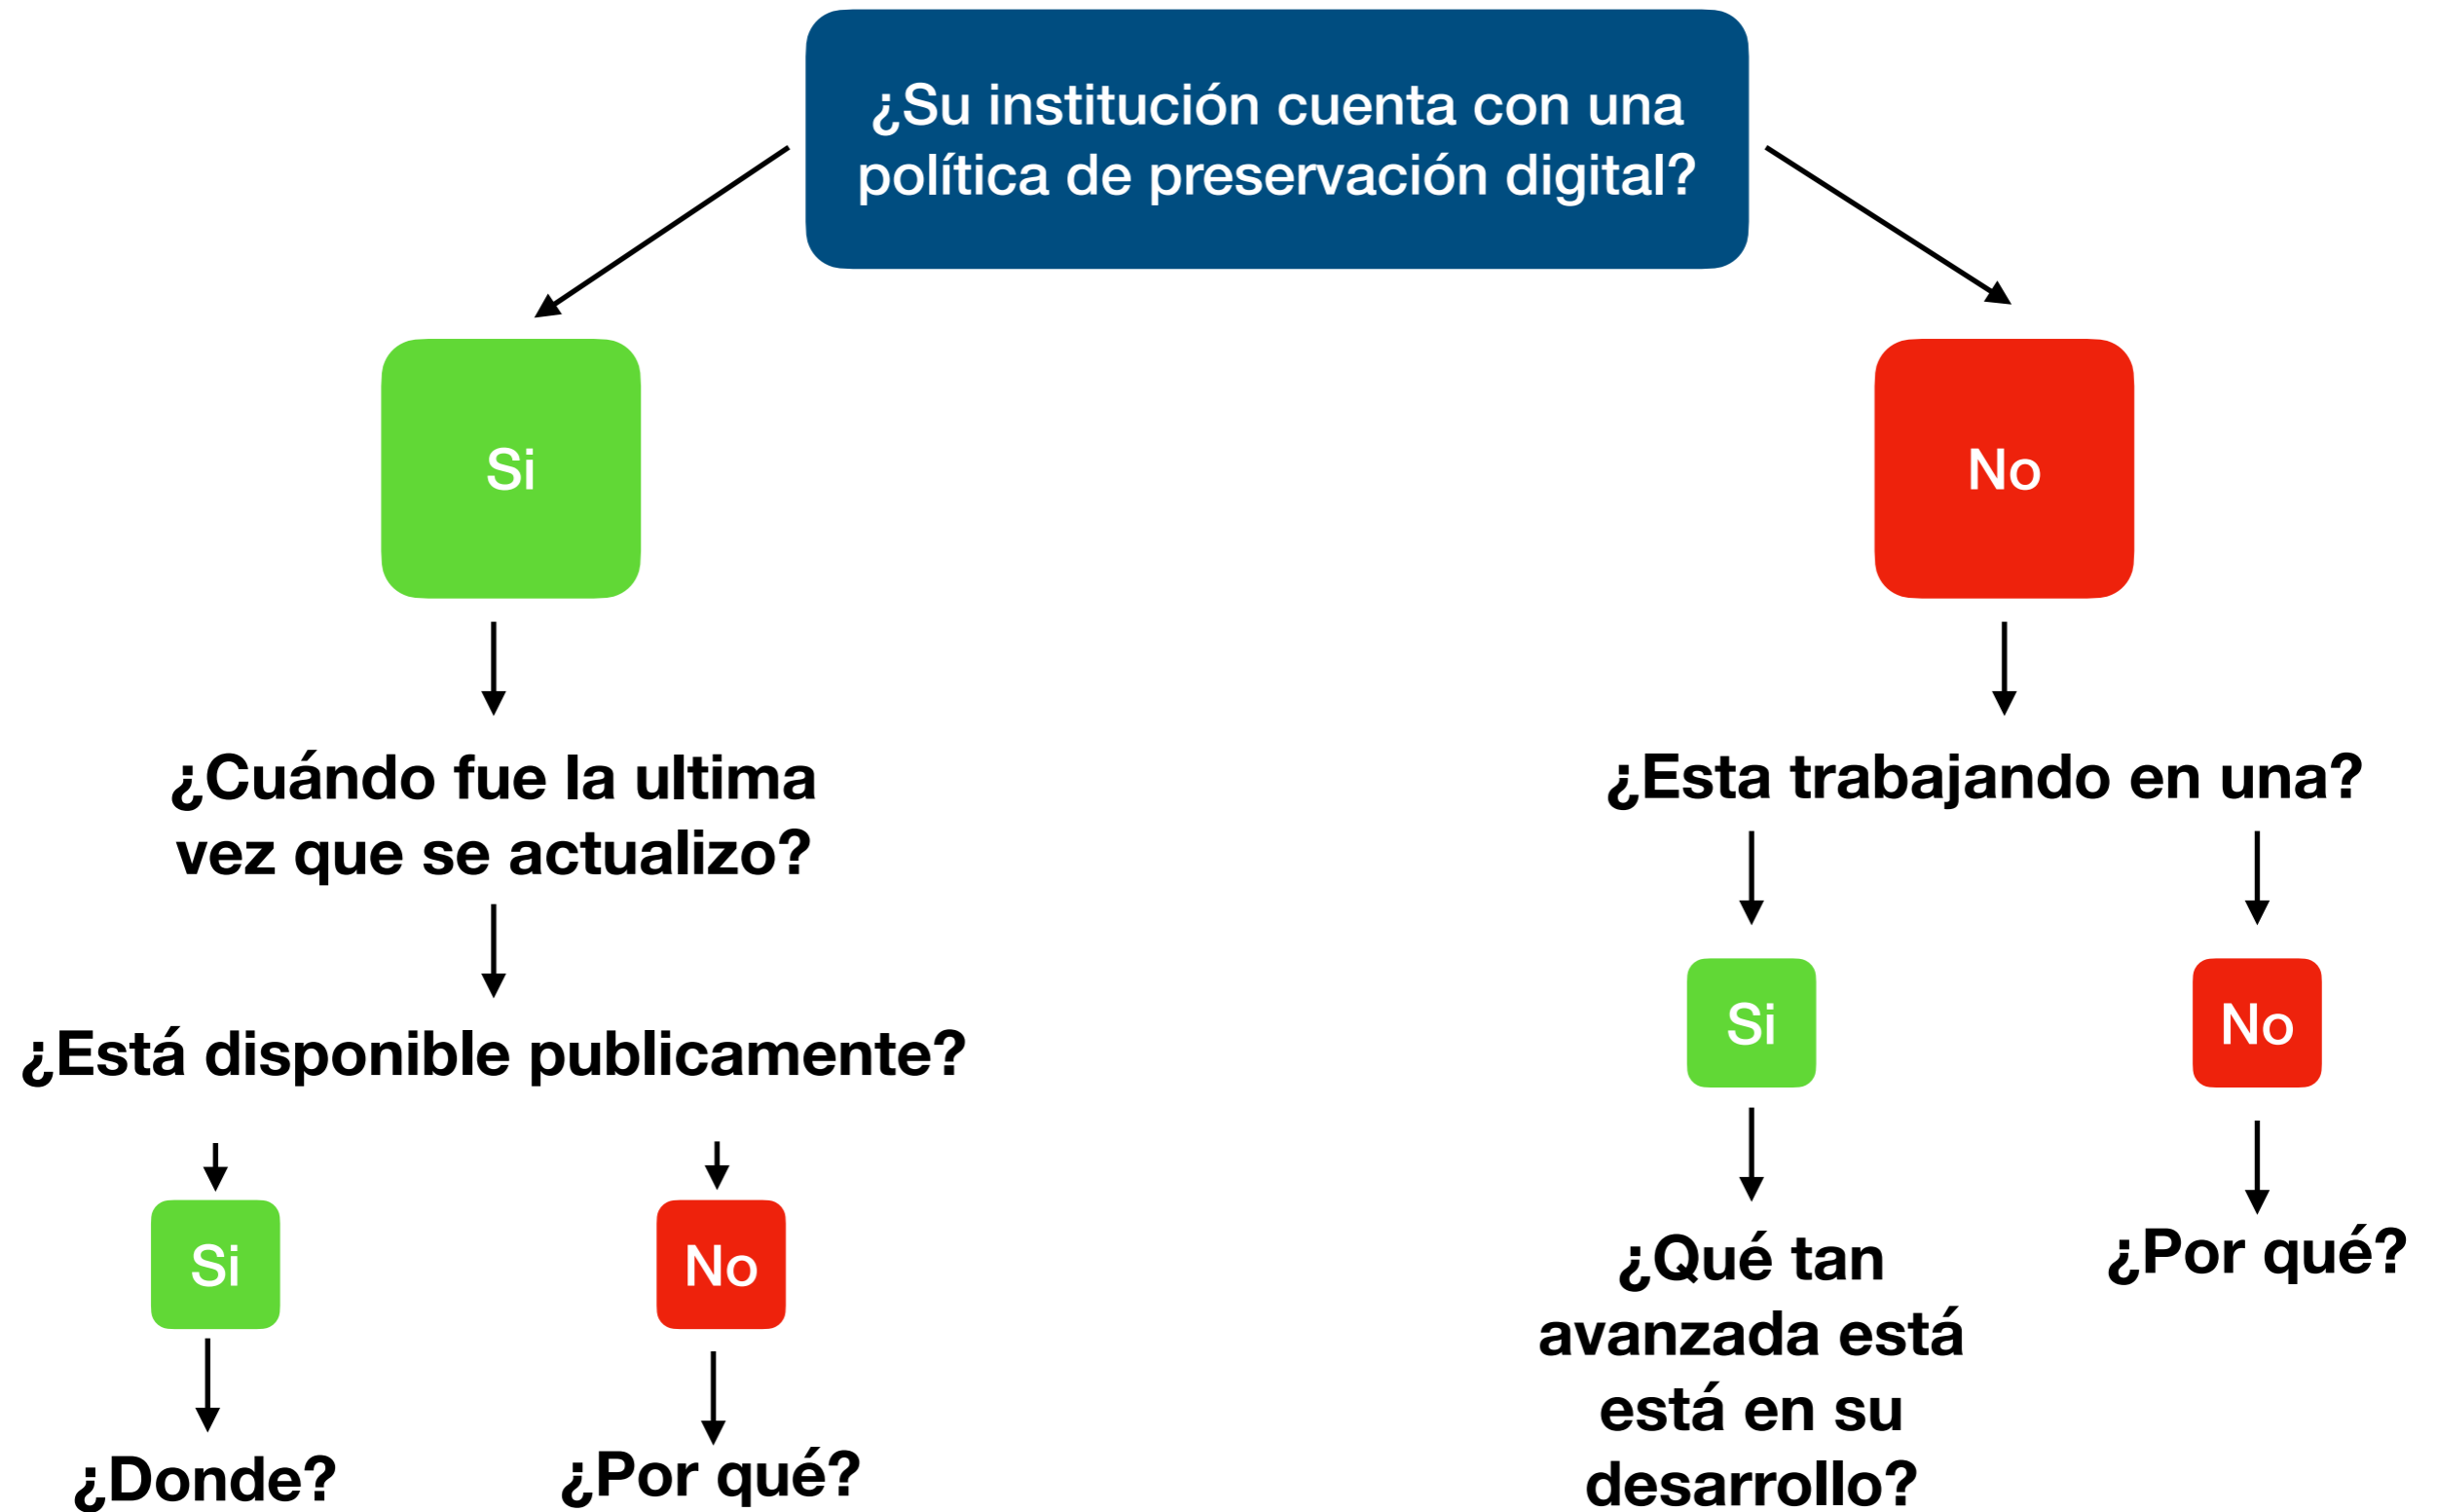 ¿Su institución cuenta con una
política de preservación digital?
Si
No
¿Cuándo fue la ultima
vez que se actualizo?
¿Esta trabajando en una?
¿Está disponible publicamente?
Si
No
Si
No
¿Qué tan
avanzada está
está en su
desarrollo?
¿Por qué?
¿Donde?
¿Por qué?